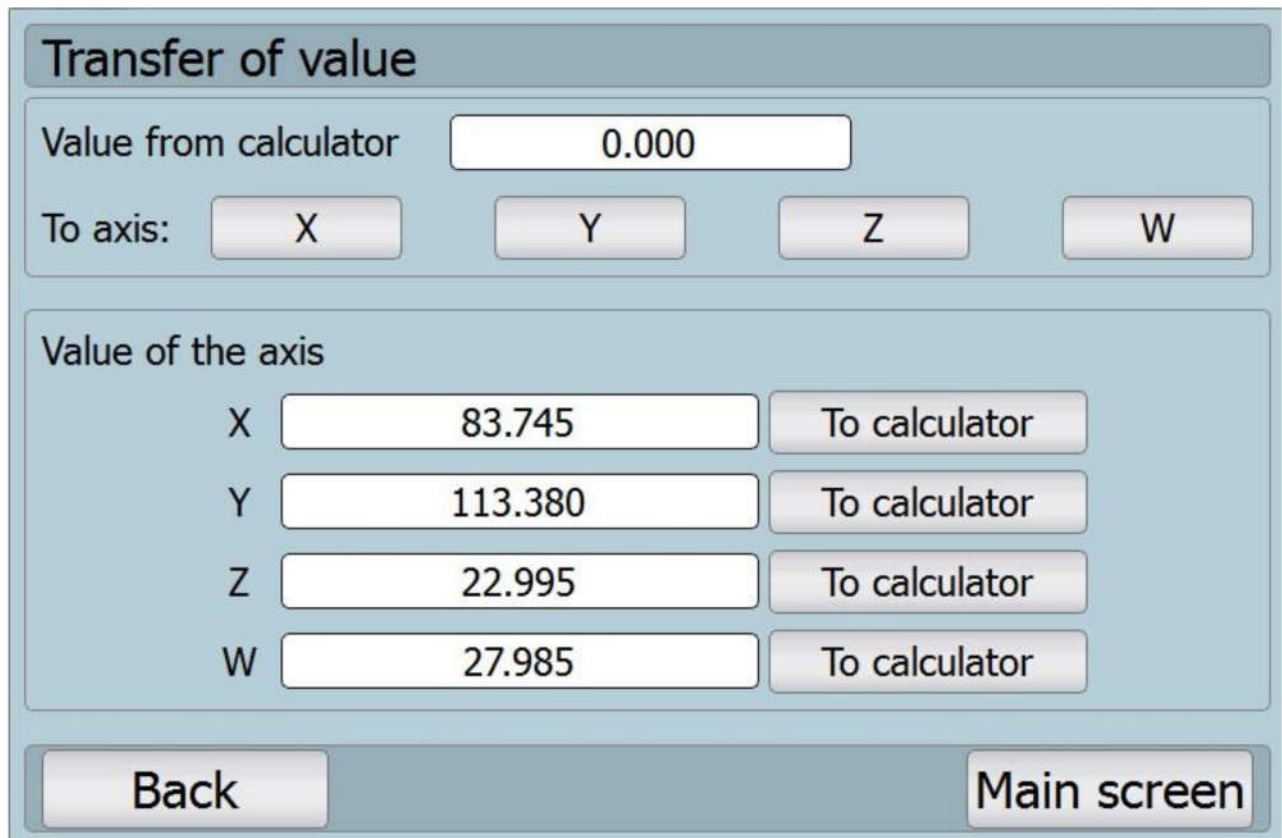 Transfer of value
Value from calculator 0.000
To axis: X Y Z W
Value of the axis
X 83.745 To calculator
Y 113.380 To calculator
Z 22.995 To calculator
W 27.985 To calculator
Back Main screen